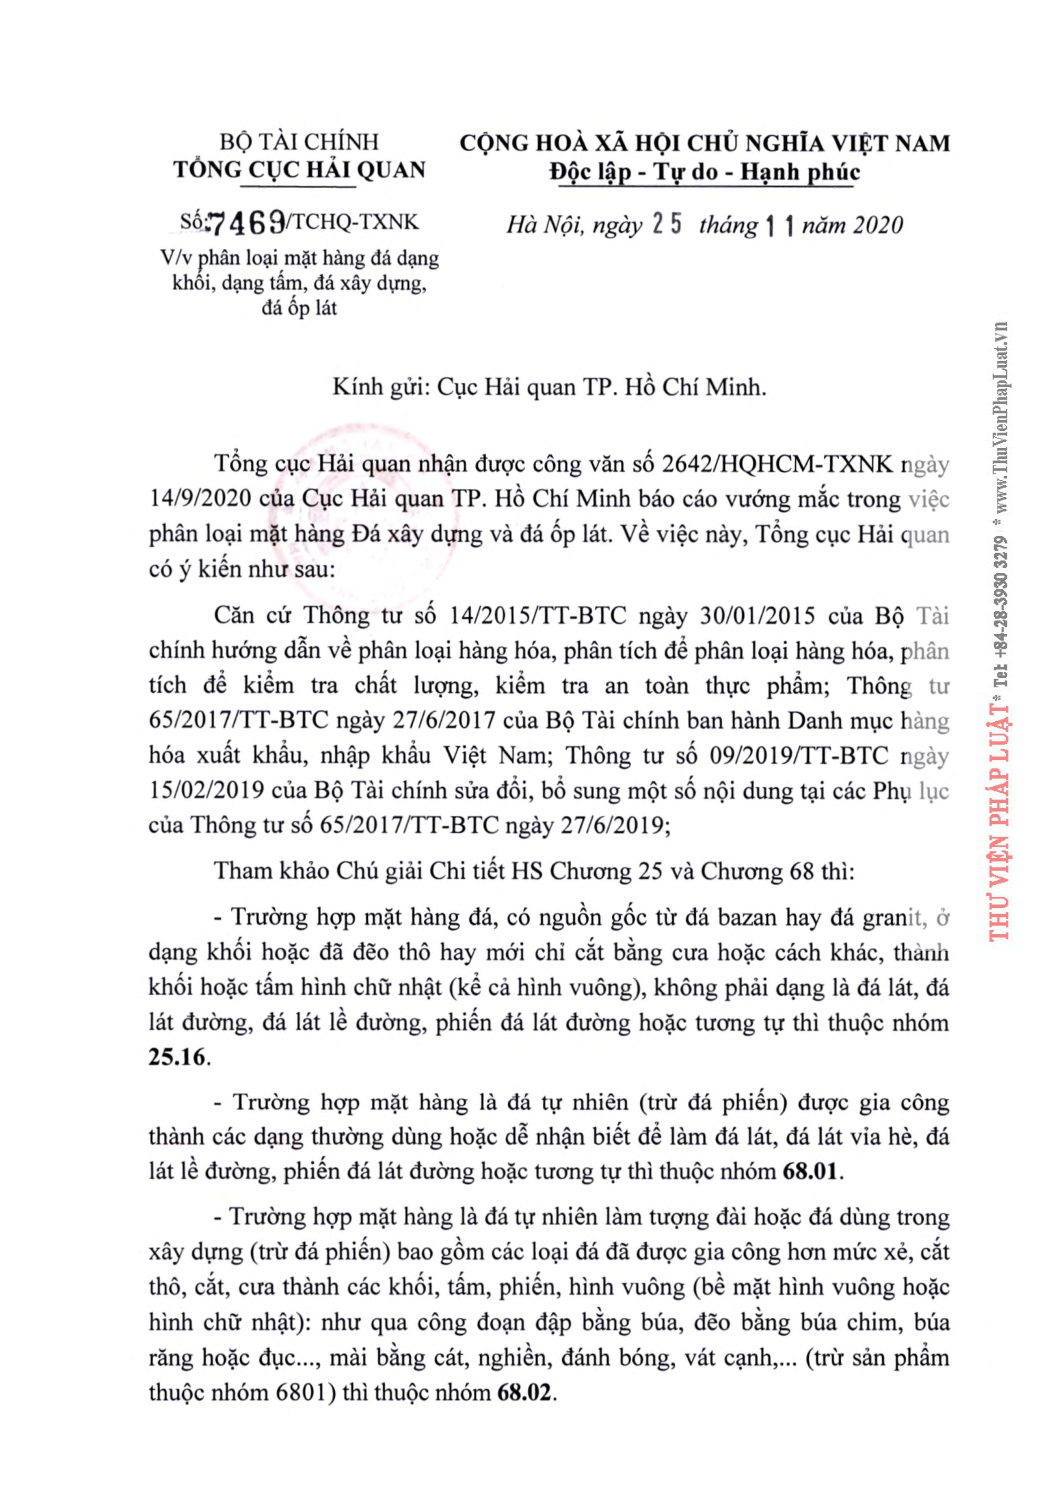 BỘ TÀI CHÍNH
TỔNG CỤC HẢI QUAN
CỘNG HOÀ XÃ HỘI CHỦ NGHĨA VIỆT NAM
Độc lập - Tự do - Hạnh phúc
Số:7469/TCHQ-TXNK
Hà Nội, ngày 25 tháng 11 năm 2020
V/v phân loại mặt hàng đá dạng
khối, dạng tấm, đá xây dựng,
đá ốp lát
Kính gửi: Cục Hải quan TP. Hồ Chí Minh.
Tổng cục Hải quan nhận được công văn số 2642/HQHCM-TXNK ngày
14/9/2020 của Cục Hải quan TP. Hồ Chí Minh báo cáo vướng mắc trong việc
phân loại mặt hàng Đá xây dựng và đá ốp lát. Về việc này, Tổng cục Hải quan
có ý kiến như sau:
Căn cứ Thông tư số 14/2015/TT-BTC ngày 30/01/2015 của Bộ Tài
chính hướng dẫn về phân loại hàng hóa, phân tích để phân loại hàng hóa, phân
tích để kiểm tra chất lượng, kiểm tra an toàn thực phẩm; Thông tư
65/2017/TT-BTC ngày 27/6/2017 của Bộ Tài chính ban hành Danh mục hàng
hóa xuất khẩu, nhập khẩu Việt Nam; Thông tư số 09/2019/TT-BTC ngày
15/02/2019 của Bộ Tài chính sửa đổi, bổ sung một số nội dung tại các Phụ lục
của Thông tư số 65/2017/TT-BTC ngày 27/6/2019;
Tham khảo Chú giải Chi tiết HS Chương 25 và Chương 68 thì:
- Trường hợp mặt hàng đá, có nguồn gốc từ đá bazan hay đá granit, ở
dạng khối hoặc đã đẽo thô hay mới chỉ cắt bằng cưa hoặc cách khác, thành
khối hoặc tấm hình chữ nhật (kể cả hình vuông), không phải dạng là đá lát, đá
lát đường, đá lát lề đường, phiến đá lát đường hoặc tương tự thì thuộc nhóm
25.16.
- Trường hợp mặt hàng là đá tự nhiên (trừ đá phiến) được gia công
thành các dạng thường dùng hoặc dễ nhận biết để làm đá lát, đá lát vỉa hè, đá
lát lề đường, phiến đá lát đường hoặc tương tự thì thuộc nhóm 68.01.
- Trường hợp mặt hàng là đá tự nhiên làm tượng đài hoặc đá dùng trong
xây dựng (trừ đá phiến) bao gồm các loại đá đã được gia công hơn mức xẻ, cắt
thô, cắt, cưa thành các khối, tấm, phiến, hình vuông (bề mặt hình vuông hoặc
hình chữ nhật): như qua công đoạn đập bằng búa, đẽo bằng búa chim, búa
răng hoặc đục..., mài bằng cát, nghiền, đánh bóng, vát cạnh,... (trừ sản phẩm
thuộc nhóm 6801) thì thuộc nhóm 68.02.
THƯ VIỆN PHÁP LUẬT* Tel: +84-28-3930 3279 * www.ThuVienPhapLuat.vn